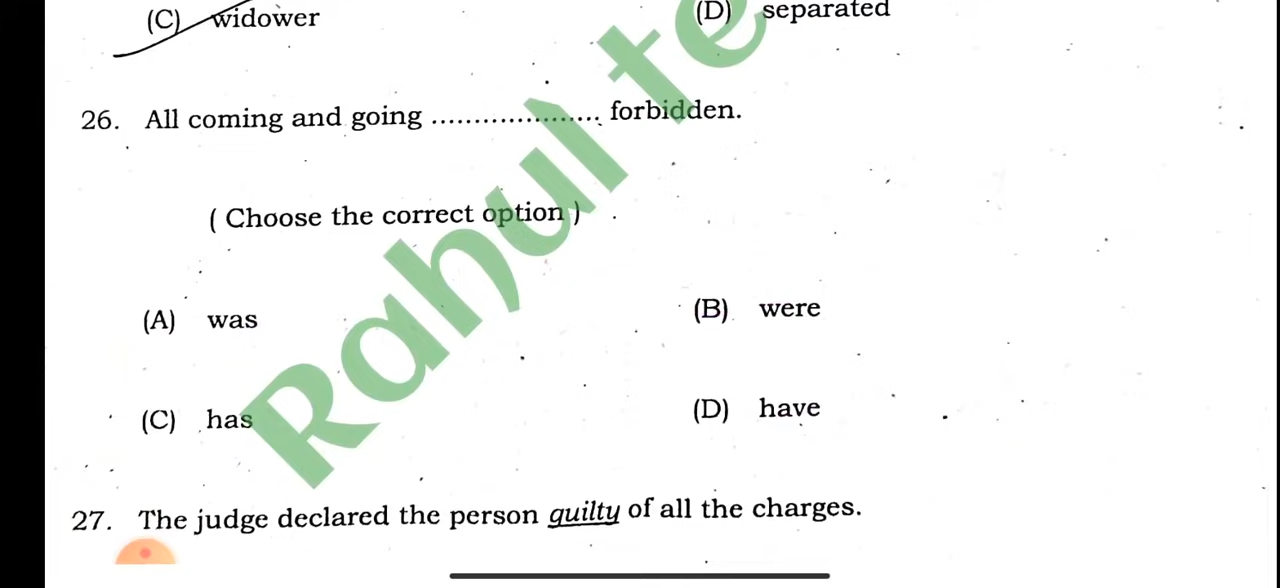 (C) widower (D) separated
26. All coming and going ..................... forbidden.
( Choose the correct option )
(A) was (B) were
(C) has (D) have
27. The judge declared the person guilty of all the charges.
Rahul te